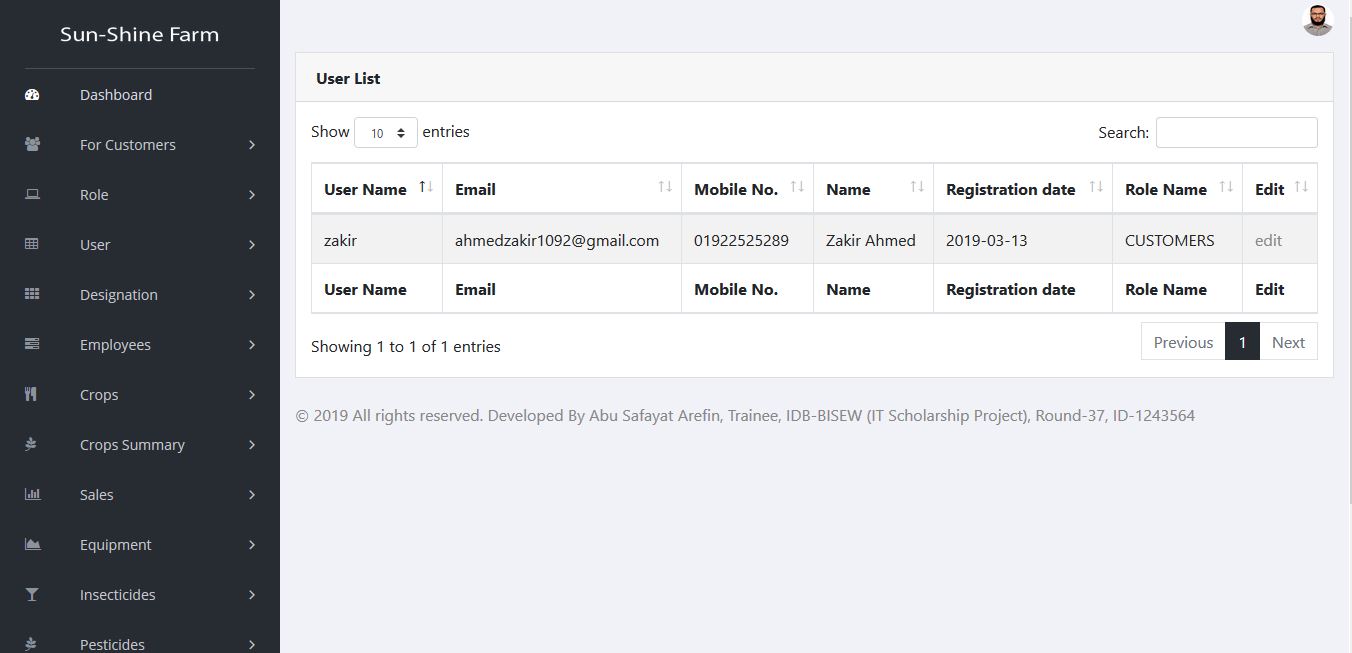 Sun-Shine Farm
Dashboard
For Customers
Role
User
Designation
Employees
Crops
Crops Summary
Sales
Equipment
Insecticides
Pesticides
User List
Show 10 entries
Search:
User Name Email Mobile No. Name Registration date Role Name Edit
zakir ahmedzakir1092@gmail.com 01922525289 Zakir Ahmed 2019-03-13 CUSTOMERS edit
User Name Email Mobile No. Name Registration date Role Name Edit
Showing 1 to 1 of 1 entries
Previous 1 Next
© 2019 All rights reserved. Developed By Abu Safayat Arefin, Trainee, IDB-BISEW (IT Scholarship Project), Round-37, ID-1243564